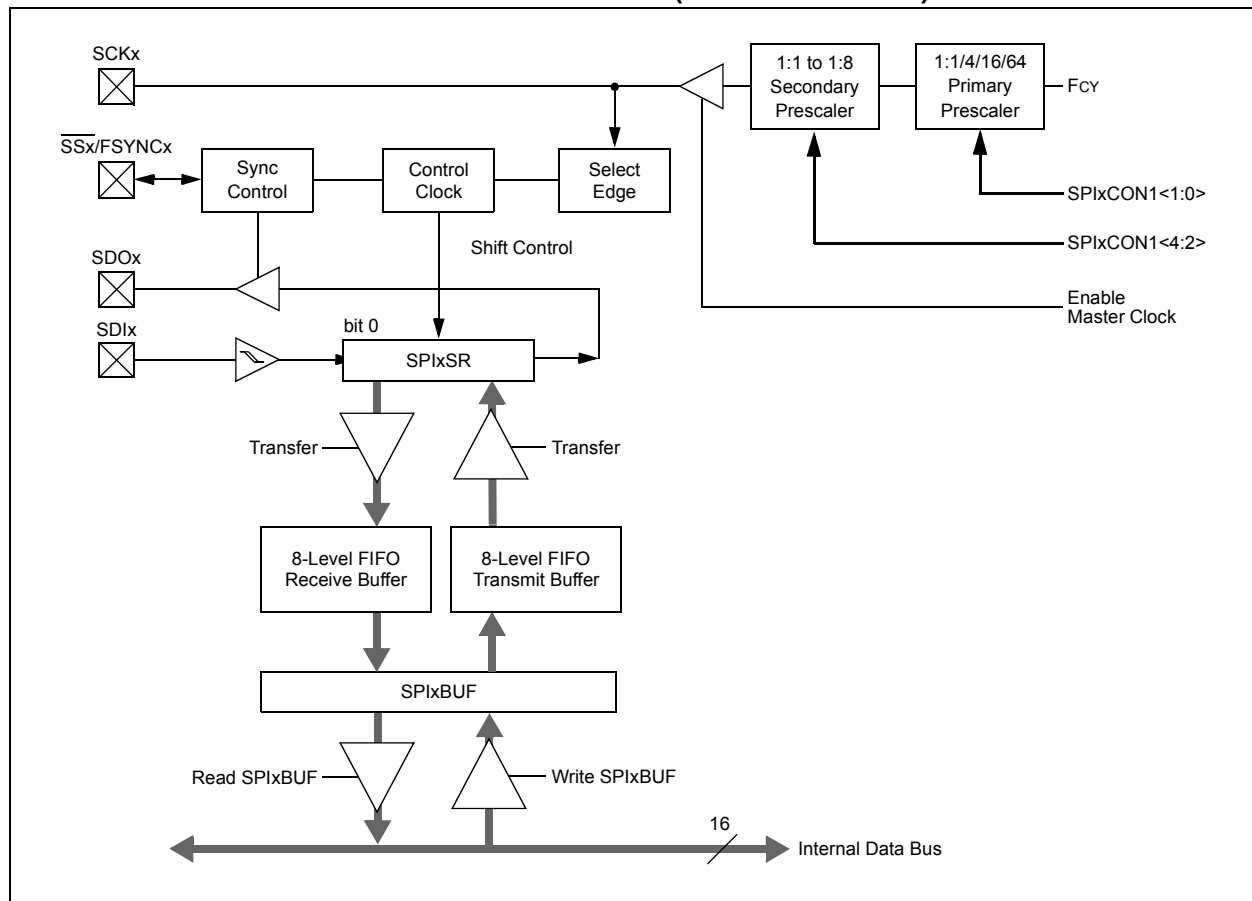 SCKx
1:1 to 1:8
Secondary
Prescaler
1:1/4/16/64
Primary
Prescaler
FCY
SSx/FSYNCx
Sync
Control
Control
Clock
Select
Edge
SPIxCON1<1:0>
Shift Control
SPIxCON1<4:2>
SDOx
Enable
Master Clock
SDIx
bit 0
SPIxSR
Transfer
Transfer
8-Level FIFO
Receive Buffer
8-Level FIFO
Transmit Buffer
SPIxBUF
Read SPIxBUF
Write SPIxBUF
16
Internal Data Bus